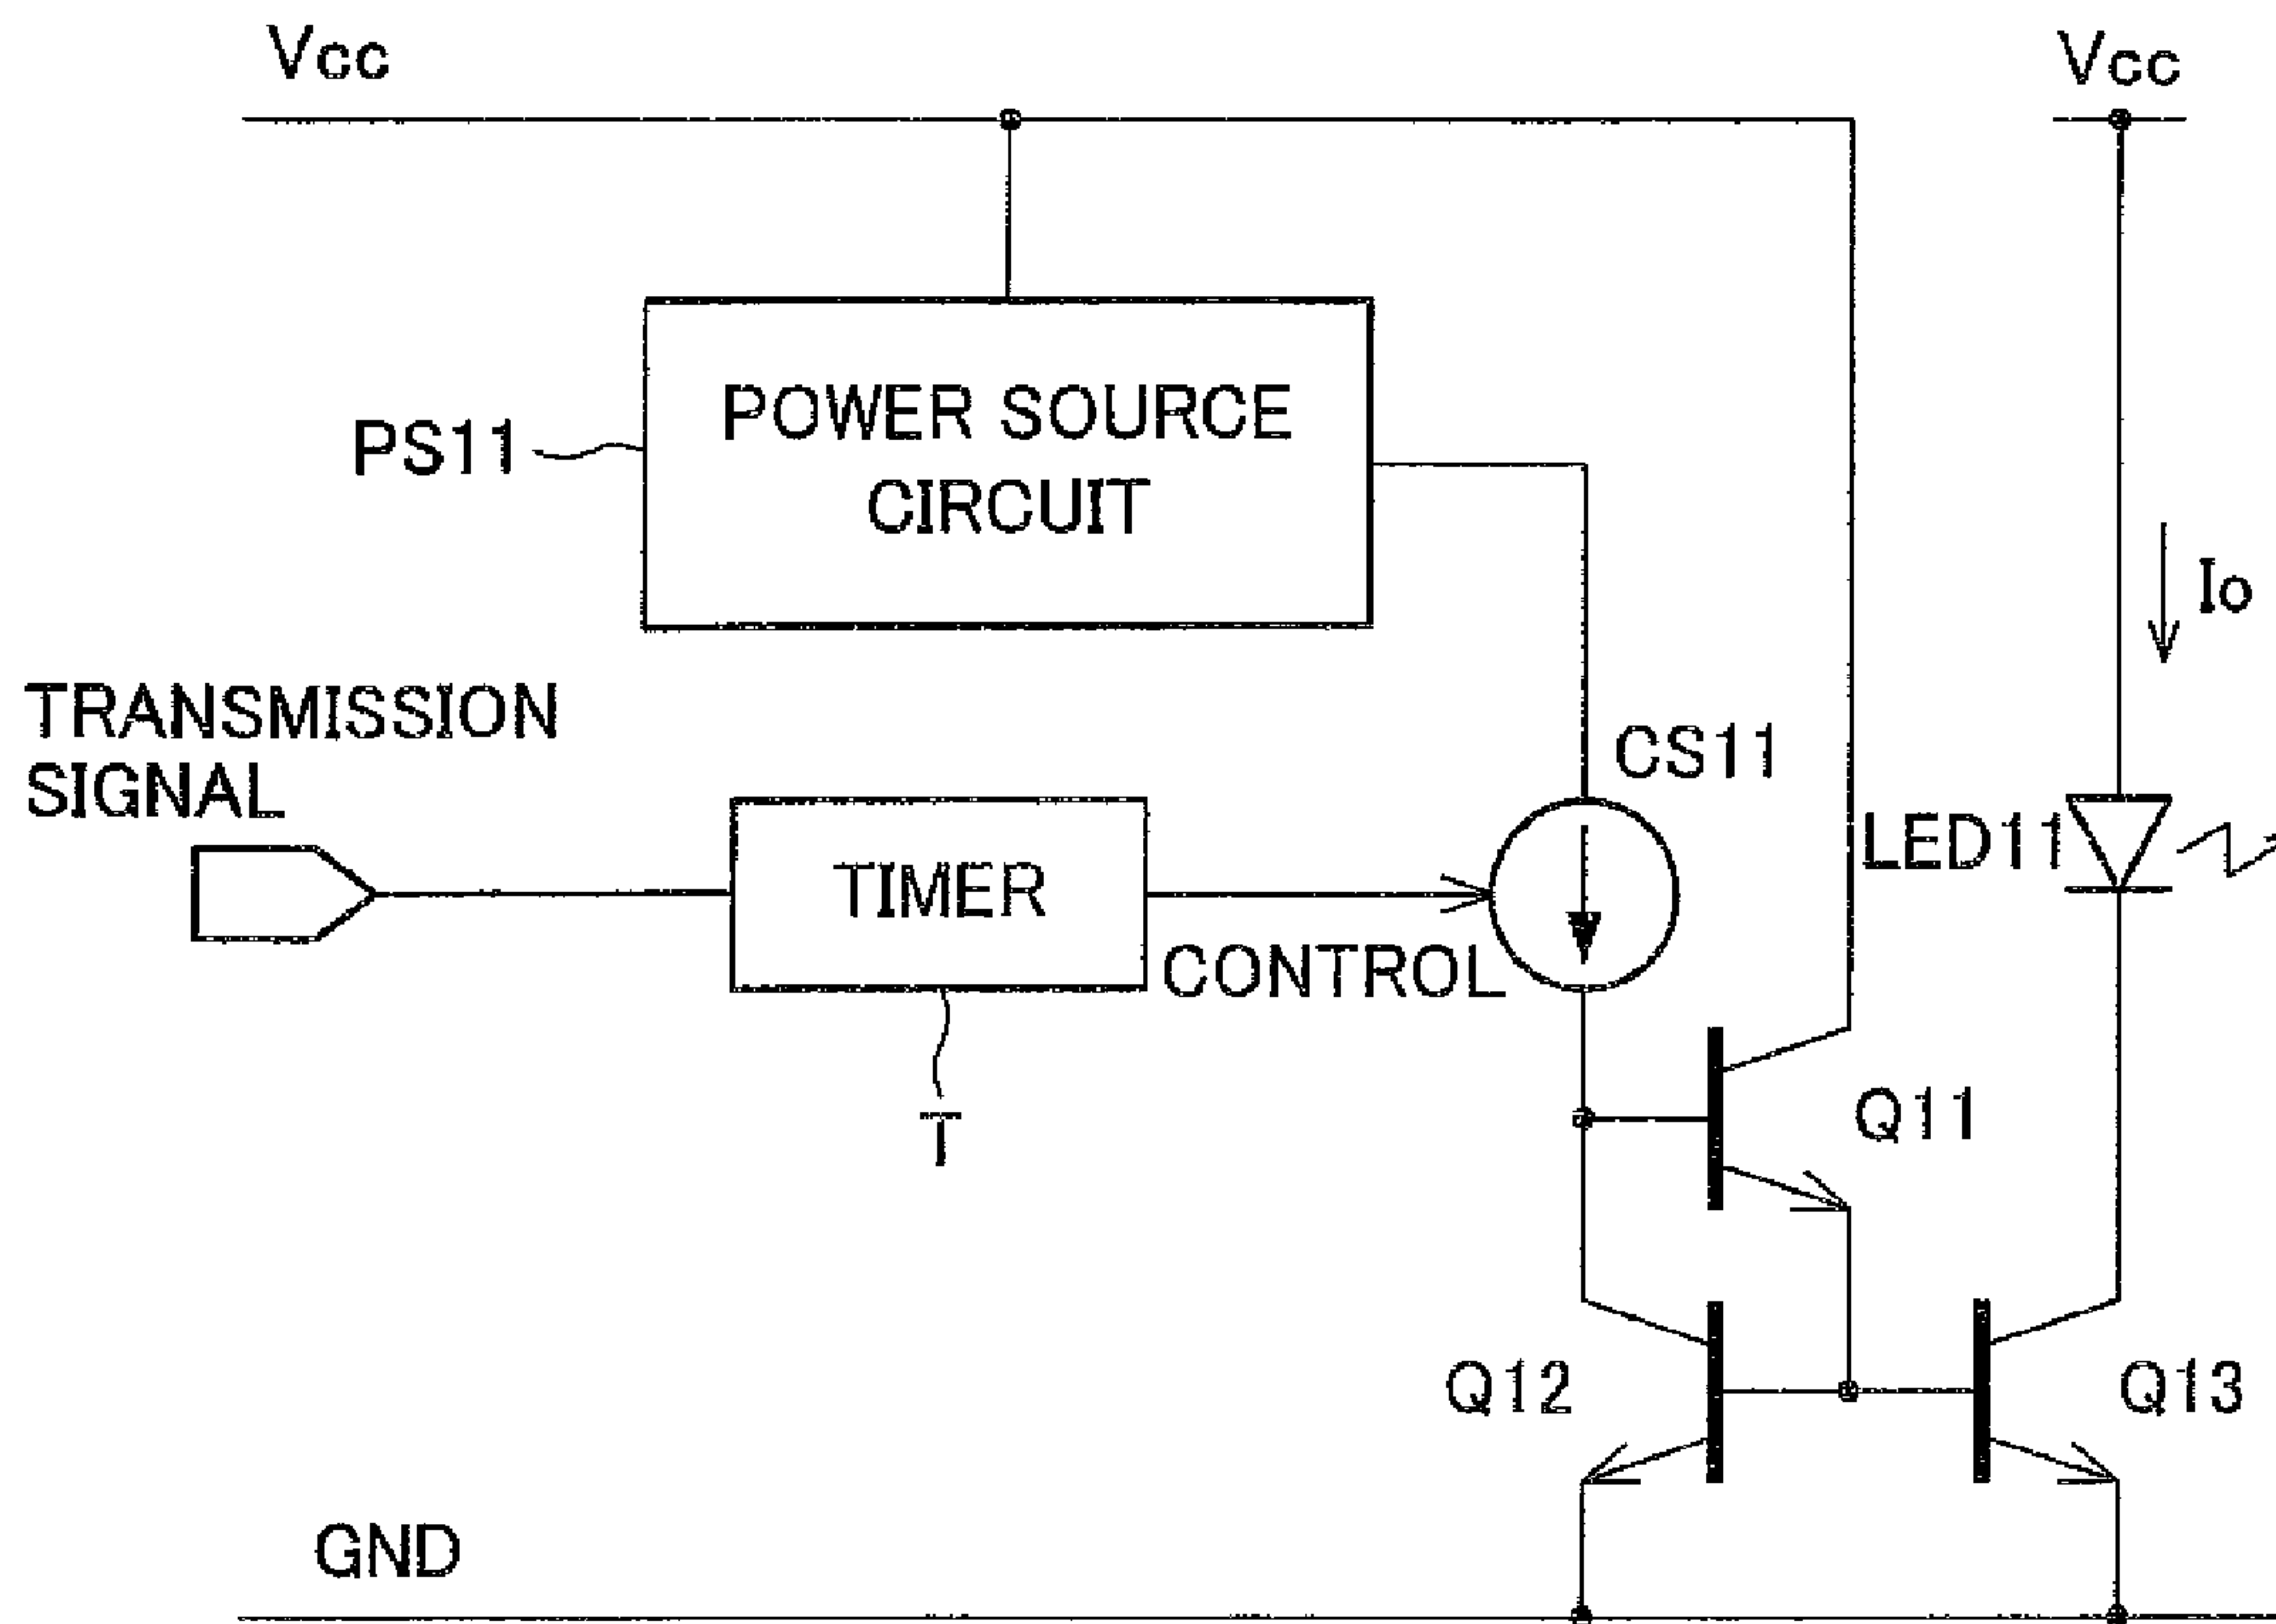 Vcc
Vcc
POWER SOURCE
CIRCUIT
PS11
Io
TRANSMISSION
SIGNAL
CS11
LED11
TIMER
CONTROL
T
Q11
Q12
Q13
GND